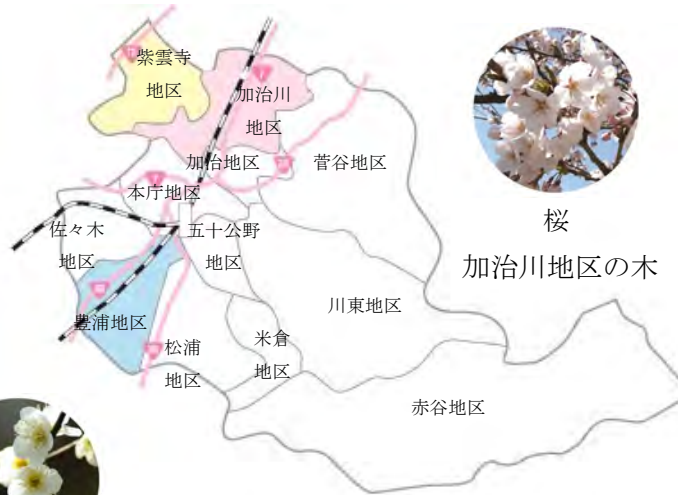 紫雲寺
地区
加治川
地区
加治地区
菅谷地区
本庁地区
佐々木
地区
五十公野
地区
豊浦地区
川東地区
米倉
地区
松浦
地区
赤谷地区
桜
加治川地区の木